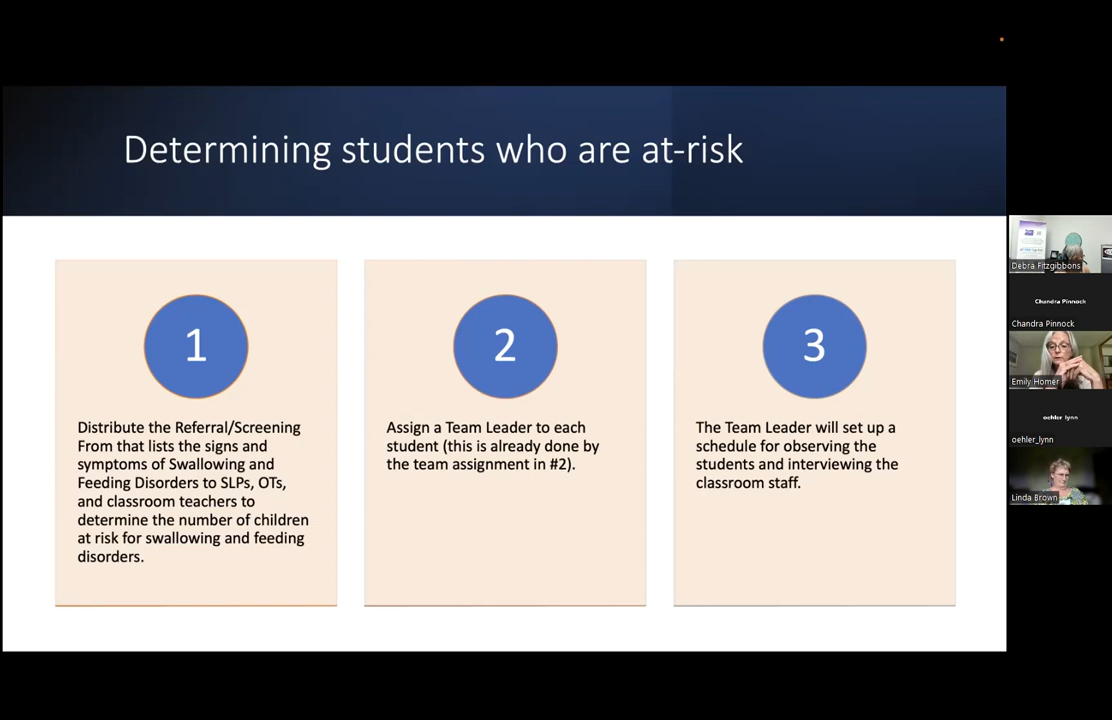 Determining students who are at-risk
1
Distribute the Referral/Screening
From that lists the signs and
symptoms of Swallowing and
Feeding Disorders to SLPs, OTs,
and classroom teachers to
determine the number of children
at risk for swallowing and feeding
disorders.
2
Assign a Team Leader to each
student (this is already done by
the team assignment in #2).
3
The Team Leader will set up a
schedule for observing the
students and interviewing the
classroom staff.
Debra Fitzgibbons
Chandra Pinnock
Chandra Pinnock
Emily Homer
oehler_lynn
oehler_lynn
Linda Brown